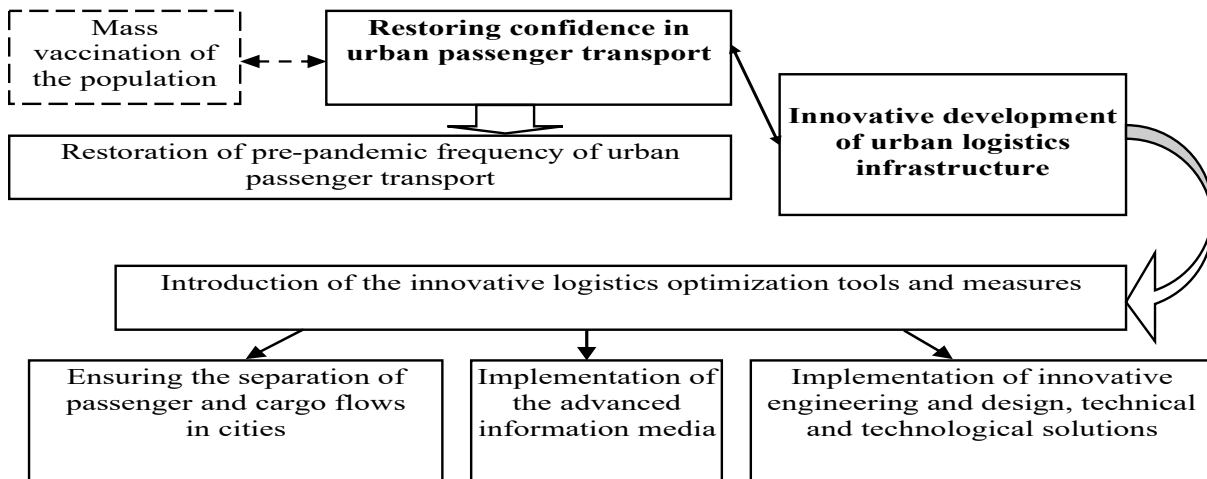 Mass
vaccination of
the population
Restoring confidence in
urban passenger transport
Innovative development
of urban logistics
infrastructure
Restoration of pre-pandemic frequency of urban
passenger transport
Introduction of the innovative logistics optimization tools and measures
Ensuring the separation of
passenger and cargo flows
in cities
Implementation of
the advanced
information media
Implementation of innovative
engineering and design, technical
and technological solutions